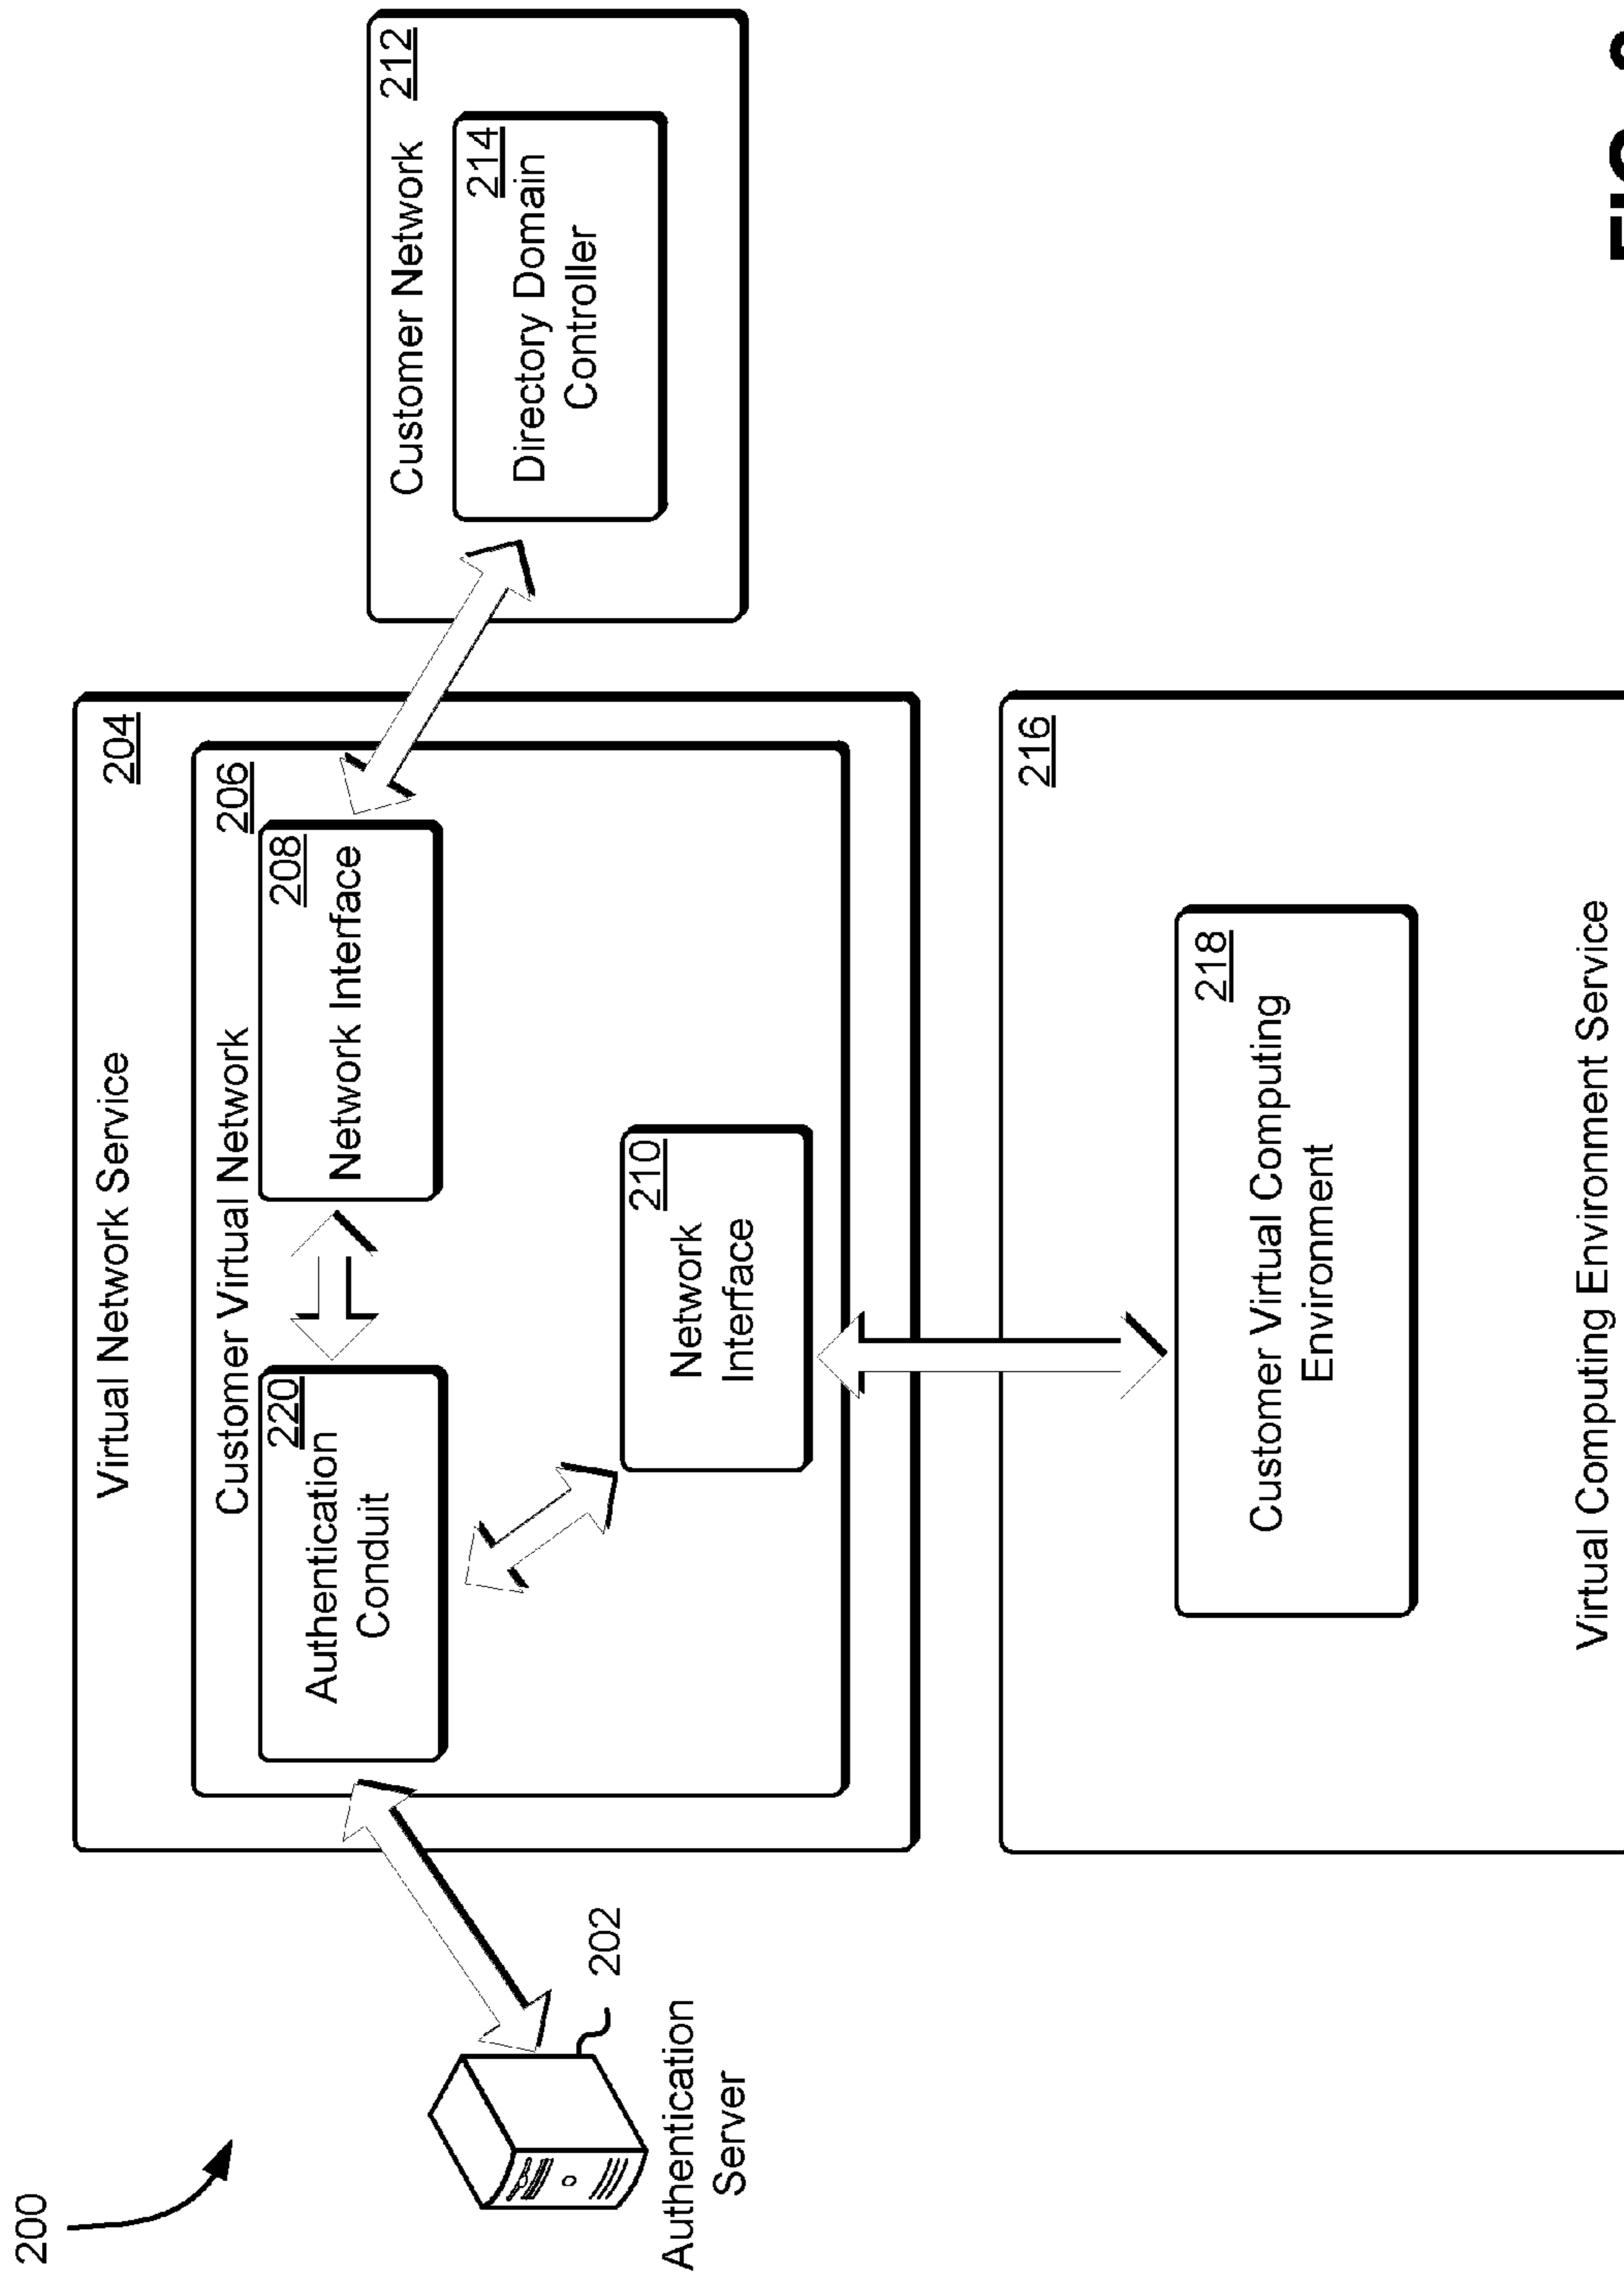 200
Virtual Network Service
204
Customer Virtual Network
206
220
Authentication
Conduit
208
Network Interface
210
Network
Interface
Customer Network
212
214
Directory Domain
Controller
202
Authentication
Server
216
218
Customer Virtual Computing
Environment
Virtual Computing Environment Service